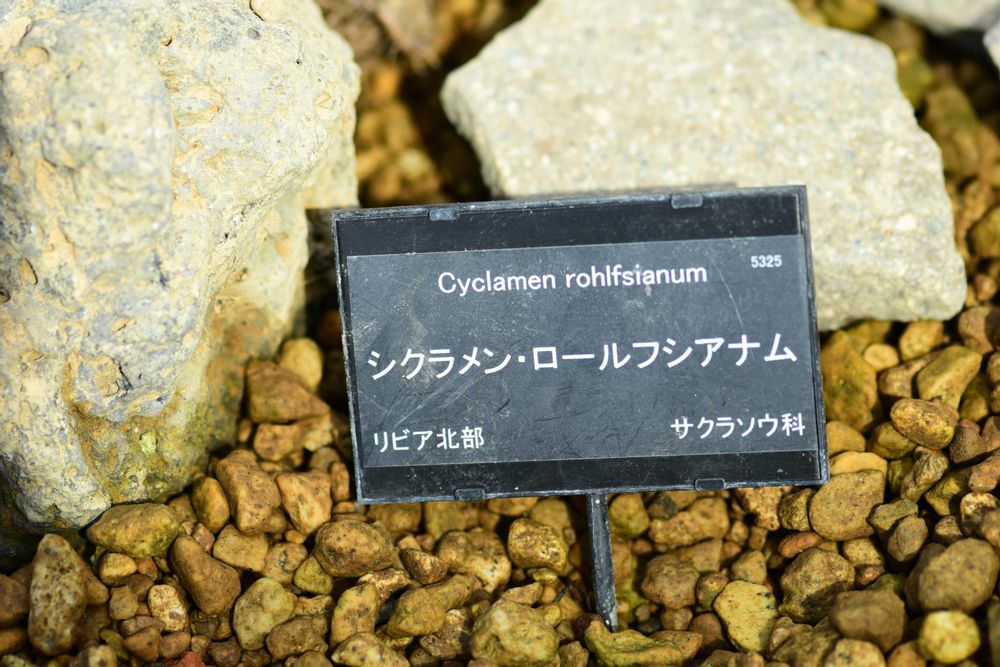 5325
Cyclamen rohlfsianum
シクラメン・ロールフシアナム
リビア北部 サクラソウ科